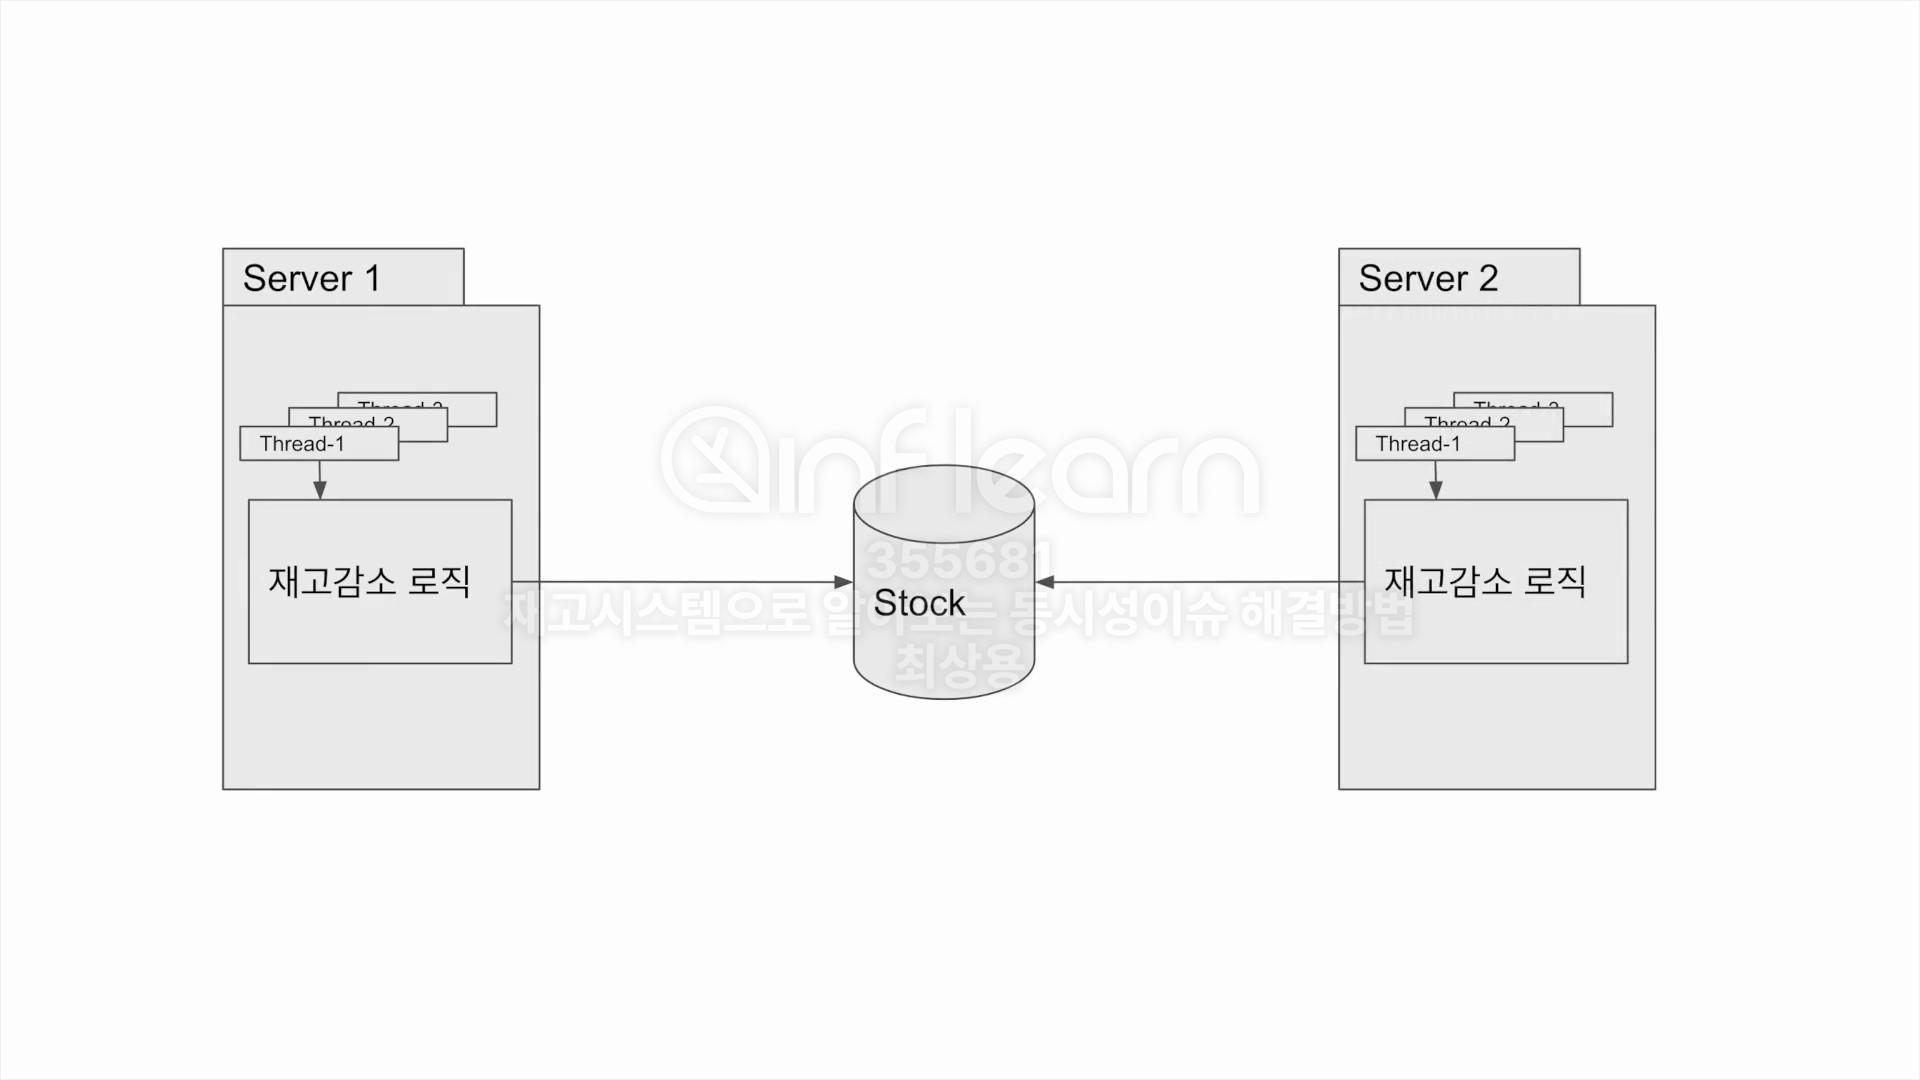 Server 1
Thread-3
Thread-2
Thread-1
재고감소 로직
Stock
Server 2
Thread-3
Thread-2
Thread-1
재고감소 로직
inflearn
355681
재고시스템으로 알아보는 동시성이슈 해결방법
최상용